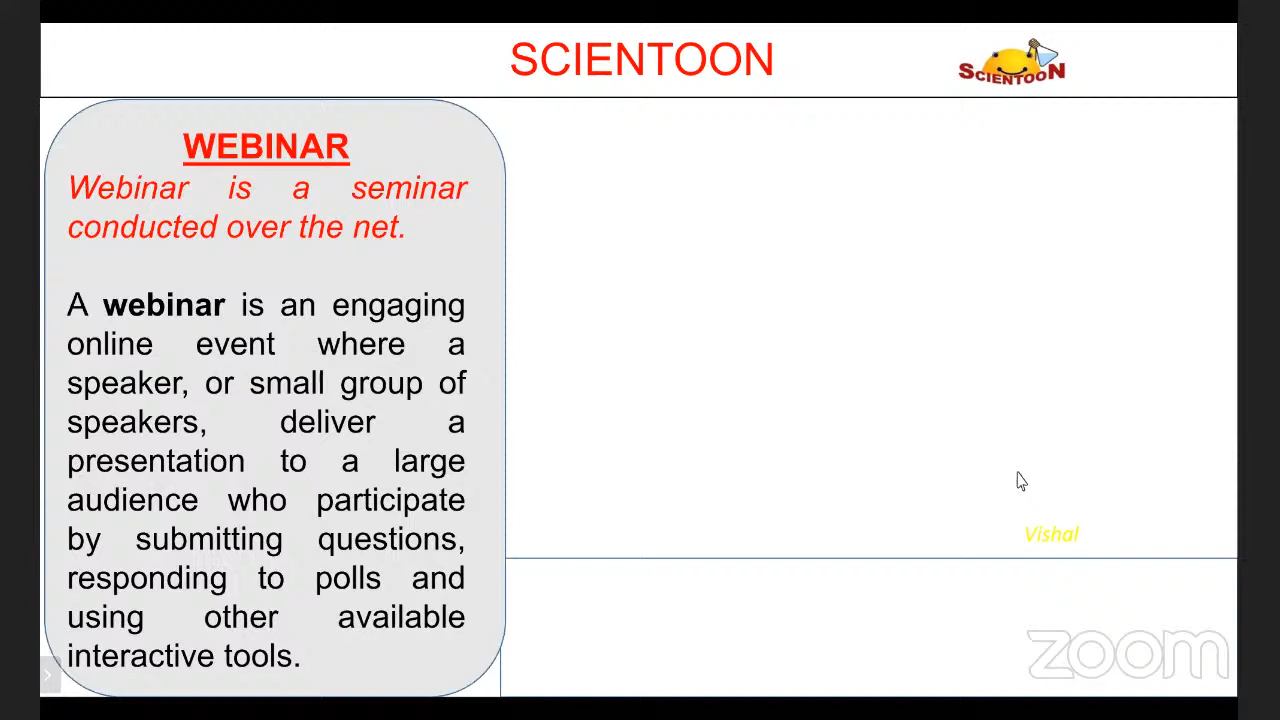 SCIENTOON
SCIENTOON
WEBINAR
Webinar is a seminar
conducted over the net.
A webinar is an engaging
online event where a
speaker, or small group of
speakers, deliver a
presentation to a large
audience who participate
by submitting questions,
responding to polls and
using other available
interactive tools.
Vishal
zoom